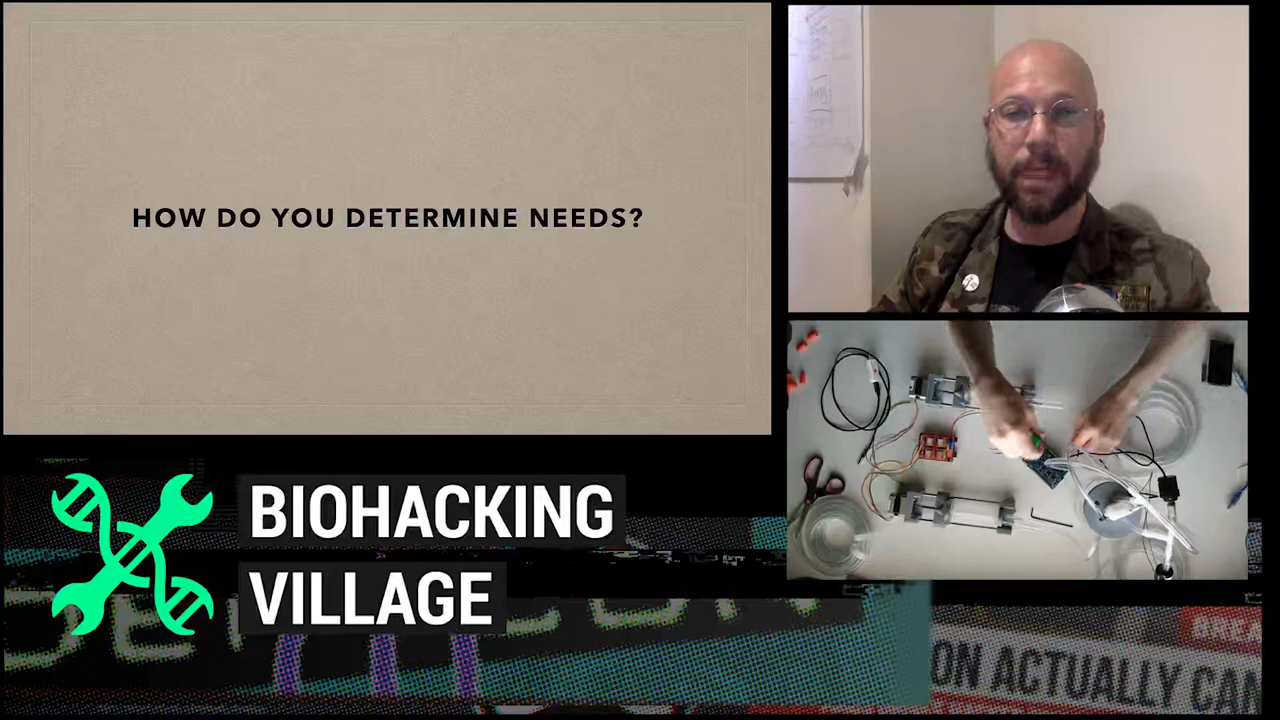 HOW DO YOU DETERMINE NEEDS?
BIOHACKING
VILLAGE
ON ACTUALLY CAN